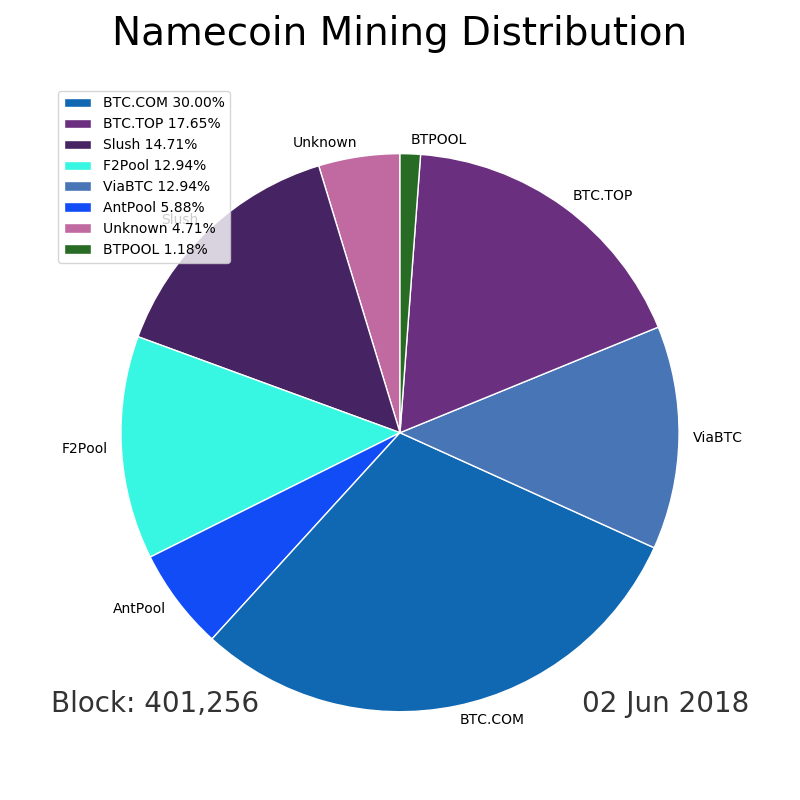 Namecoin Mining Distribution
BTC.COM 30.00%
BTC.TOP 17.65%
Slush 14.71%
F2Pool 12.94%
ViaBTC 12.94%
AntPool 5.88%
Unknown 4.71%
BTPOOL 1.18%
Unknown
BTPOOL
BTC.TOP
Slush
ViaBTC
F2Pool
AntPool
BTC.COM
Block: 401,256
02 Jun 2018